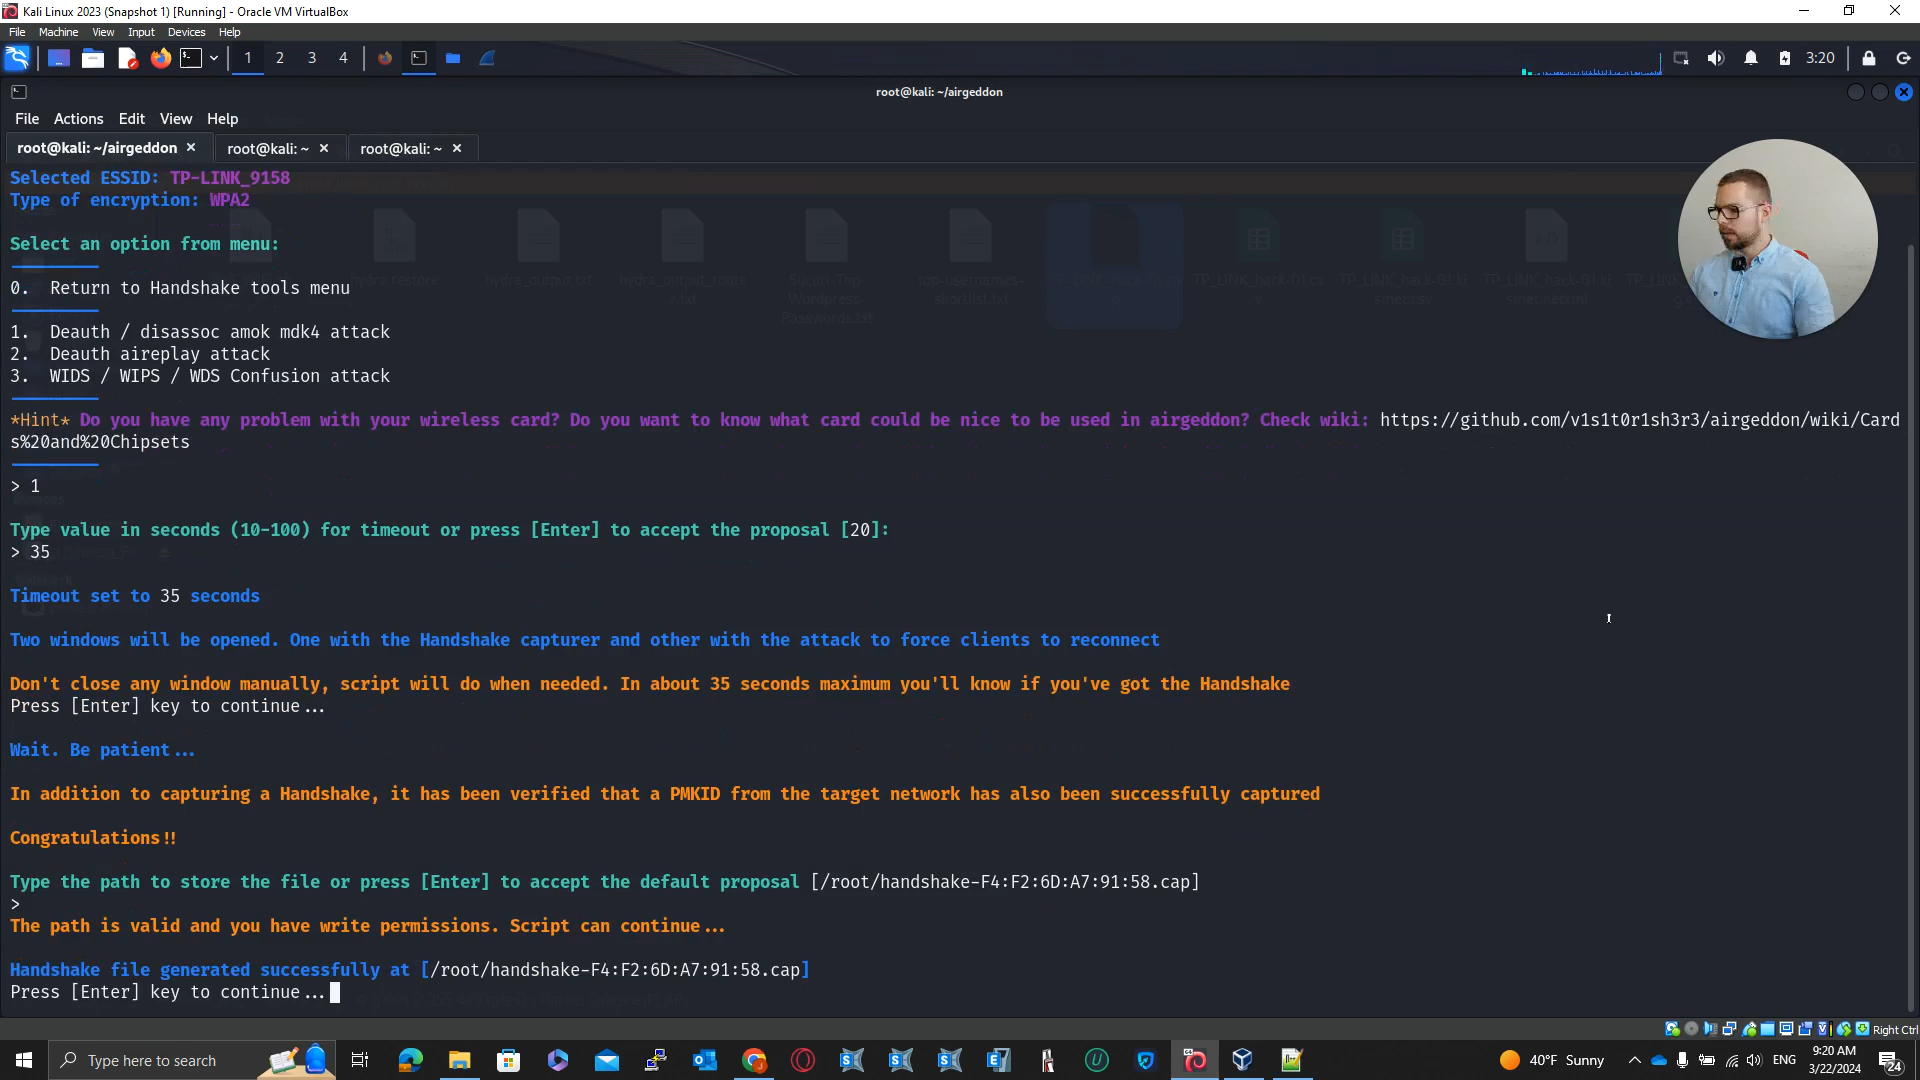 Kali Linux 2023 (Snapshot 1) [Running] - Oracle VM VirtualBox
File Machine View Input Devices Help
1 2 3 4
3:20
root@kali: ~/airgeddon
File Actions Edit View Help
root@kali: ~/airgeddon × root@kali: ~ × root@kali: ~ ×
Selected ESSID: TP-LINK_9158
Type of encryption: WPA2
Select an option from menu:
0. Return to Handshake tools menu
hydra.restore hydra_output.txt
1. Deauth / disassoc amok mdk4 attack
2. Deauth aireplay attack
3. WIDS / WIPS / WDS Confusion attack
*Hint* Do you have any problem with your wireless card? Do you want to know what card could be nice to be used in airgeddon? Check wiki: https://github.com/v1s1t0r1sh3r3/airgeddon/wiki/Card
s%20and%20Chipsets
> 1
Type value in seconds (10-100) for timeout or press [Enter] to accept the proposal [20]:
> 35
Timeout set to 35 seconds
Two windows will be opened. One with the Handshake capturer and other with the attack to force clients to reconnect
Don't close any window manually, script will do when needed. In about 35 seconds maximum you'll know if you've got the Handshake
Press [Enter] key to continue...
Wait. Be patient...
In addition to capturing a Handshake, it has been verified that a PMKID from the target network has also been successfully captured
Congratulations!!
Type the path to store the file or press [Enter] to accept the default proposal [/root/handshake-F4:F2:6D:A7:91:58.cap]
>
The path is valid and you have write permissions. Script can continue...
Handshake file generated successfully at [/root/handshake-F4:F2:6D:A7:91:58.cap]
Press [Enter] key to continue...
Right Ctrl
Type here to search
40°F Sunny
ENG
9:20 AM
3/22/2024
24